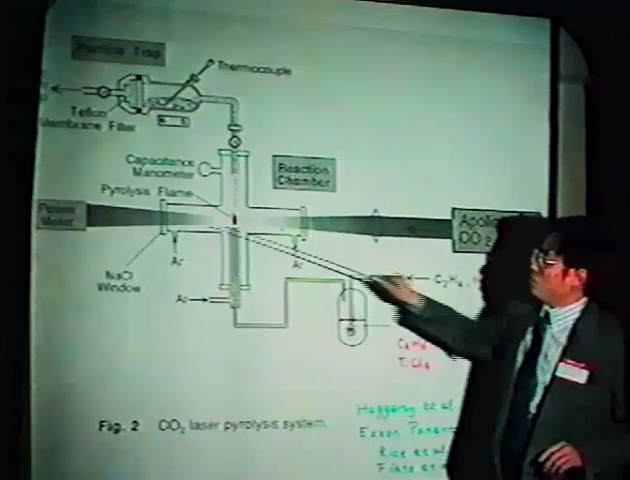 Particle Trap
Thermocouple
Teflon
Membrane Filter
Capacitance
Manometer
Reaction
Chamber
Pyrolysis Flame
Power
Meter
CO₂
Ar
Ar
NaCl
Window
Ar
C₂H₄
TiCl₄
Fig. 2 CO₂ laser pyrolysis system
Haggerty et al
Exxon
Rice et al